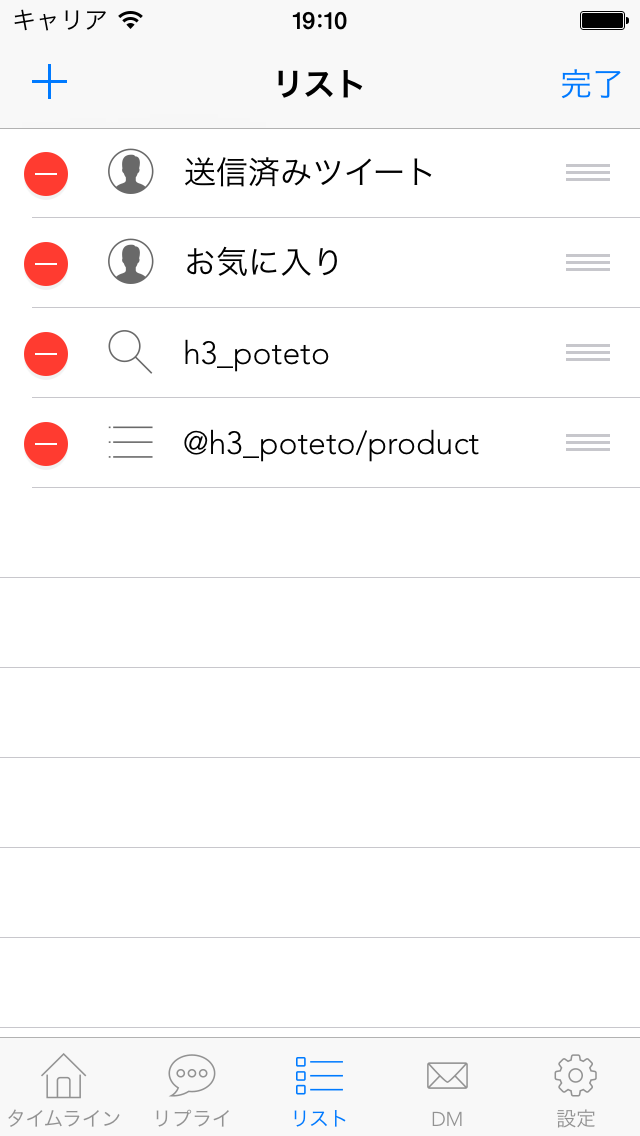 キャリア 19:10
リスト 完了
送信済みツイート
お気に入り
h3_poteto
@h3_poteto/product
タイムライン リプライ リスト DM 設定